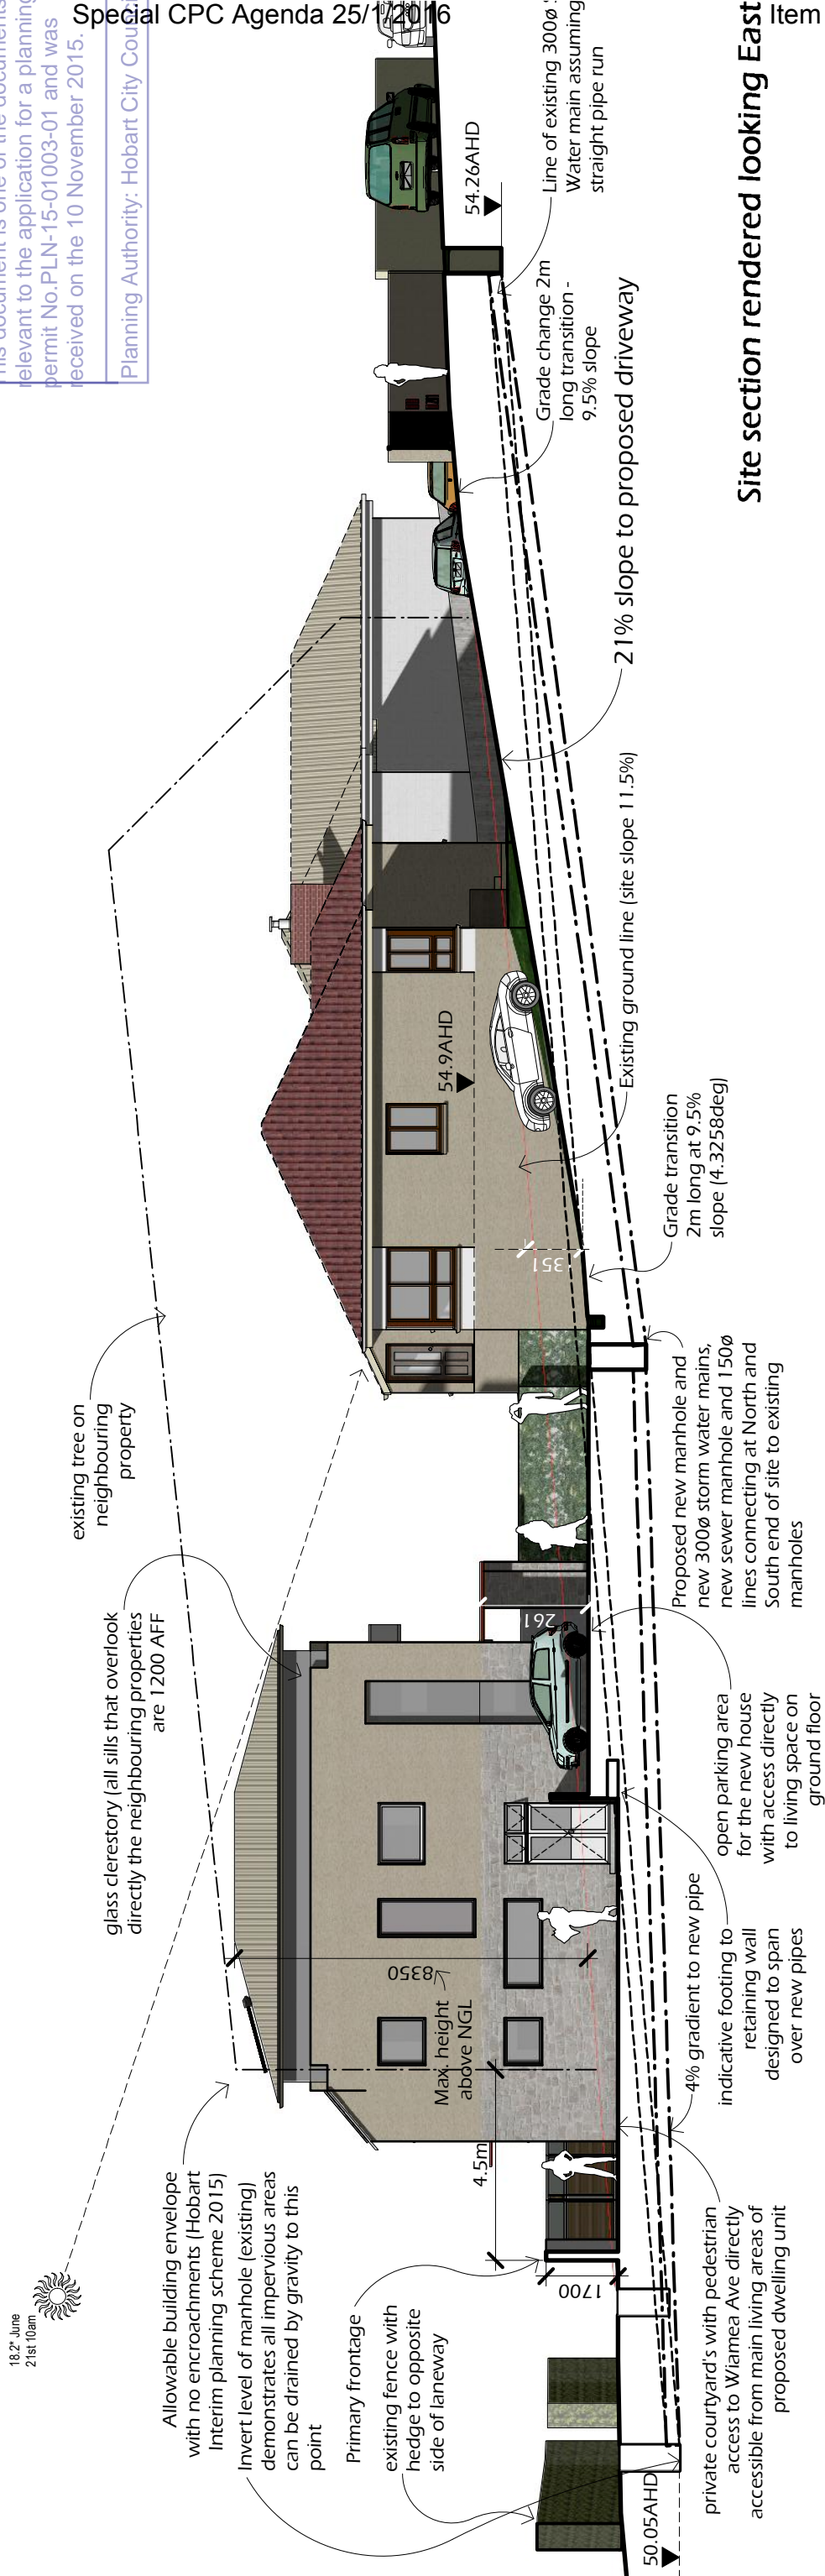 Special CPC Agenda 25/1/2016
Item
relevant to the application for a planning
permit No.PLN-15-01003-01 and was
received on the 10 November 2015.
Planning Authority: Hobart City Council
18.2° June
21st 10am
Allowable building envelope
with no encroachments (Hobart
Interim planning scheme 2015)
Invert level of manhole (existing)
demonstrates all impervious areas
can be drained by gravity to this
point
Primary frontage
existing fence with
hedge to opposite
side of laneway
glass clerestory (all sills that overlook
directly the neighbouring properties
are 1200 AFF
existing tree on
neighbouring
property
4.5m
Max. height
above NGL
8350
1700
261
351
54.9AHD
54.26AHD
50.05AHD
Line of existing 300ø
Water main assuming
straight pipe run
Grade change 2m
long transition -
9.5% slope
21% slope to proposed driveway
Existing ground line (site slope 11.5%)
Grade transition
2m long at 9.5%
slope (4.3258deg)
Proposed new manhole and
new 300ø storm water mains,
new sewer manhole and 150ø
lines connecting at North and
South end of site to existing
manholes
open parking area
for the new house
with access directly
to living space on
ground floor
4% gradient to new pipe
indicative footing to
retaining wall
designed to span
over new pipes
private courtyard's with pedestrian
access to Wiamea Ave directly
accessible from main living areas of
proposed dwelling unit
Site section rendered looking East